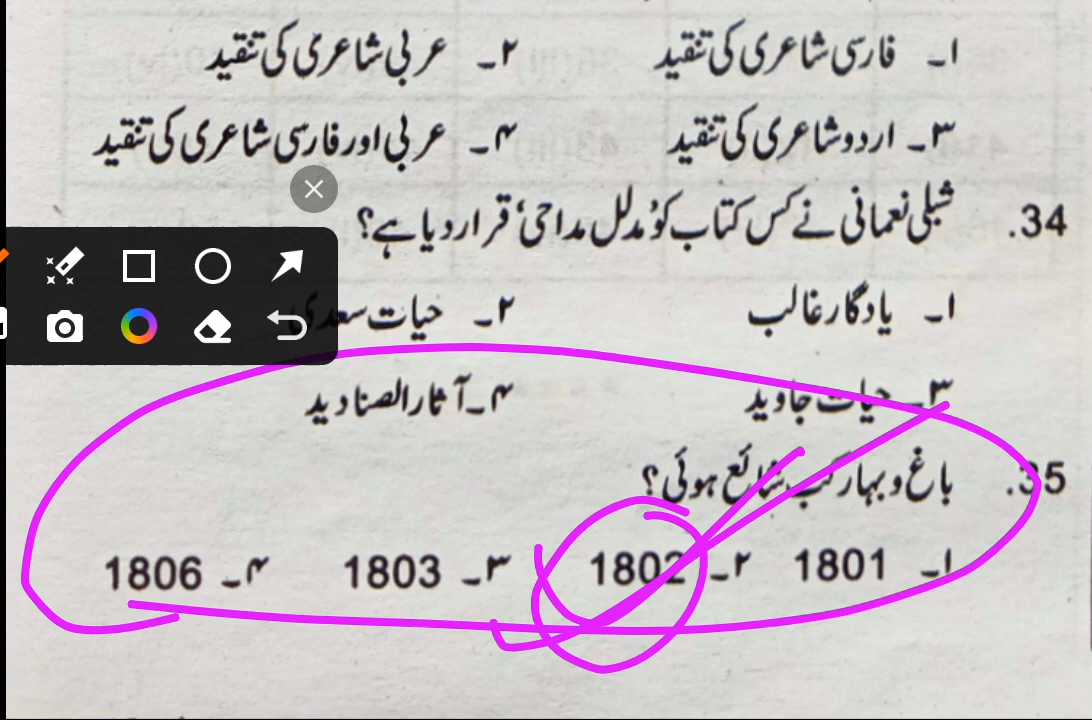 ۱۔ فارسی شاعری کی تنقید ۲۔ عربی شاعری کی تنقید
۳۔ اردو شاعری کی تنقید ۴۔ عربی اور فارسی شاعری کی تنقید
34. شبلی نعمانی نے کس کتاب کو ’مدلل مداحی‘ قرار دیا ہے؟
۱۔ یادگار غالب ۲۔ حیات سعدی
۳۔ حیات جاوید ۴۔ آثار الصنادید
35. باغ و بہار کب شائع ہوئی؟
۱۔ 1801 ۲۔ 1802 ۳۔ 1803 ۴۔ 1806